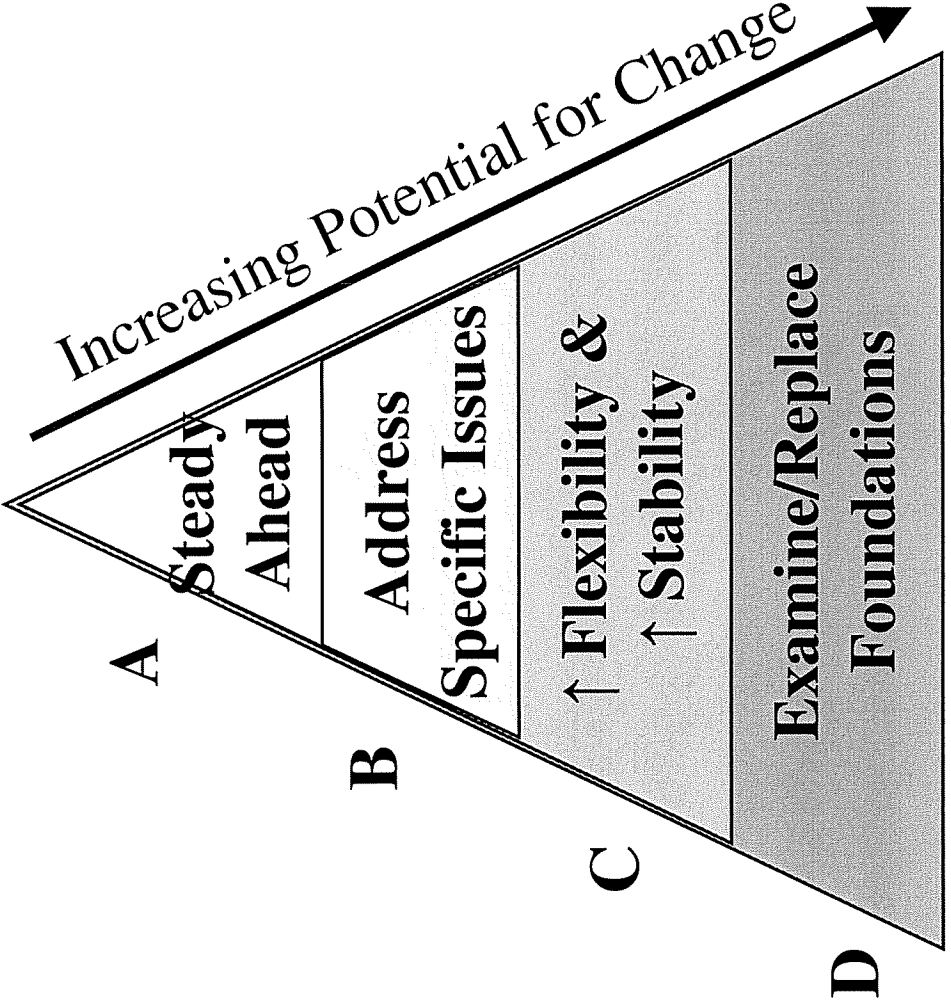 Increasing Potential for Change
A
Steady
Ahead
B
Address
Specific Issues
C
↑ Flexibility &
↑ Stability
D
Examine/Replace
Foundations